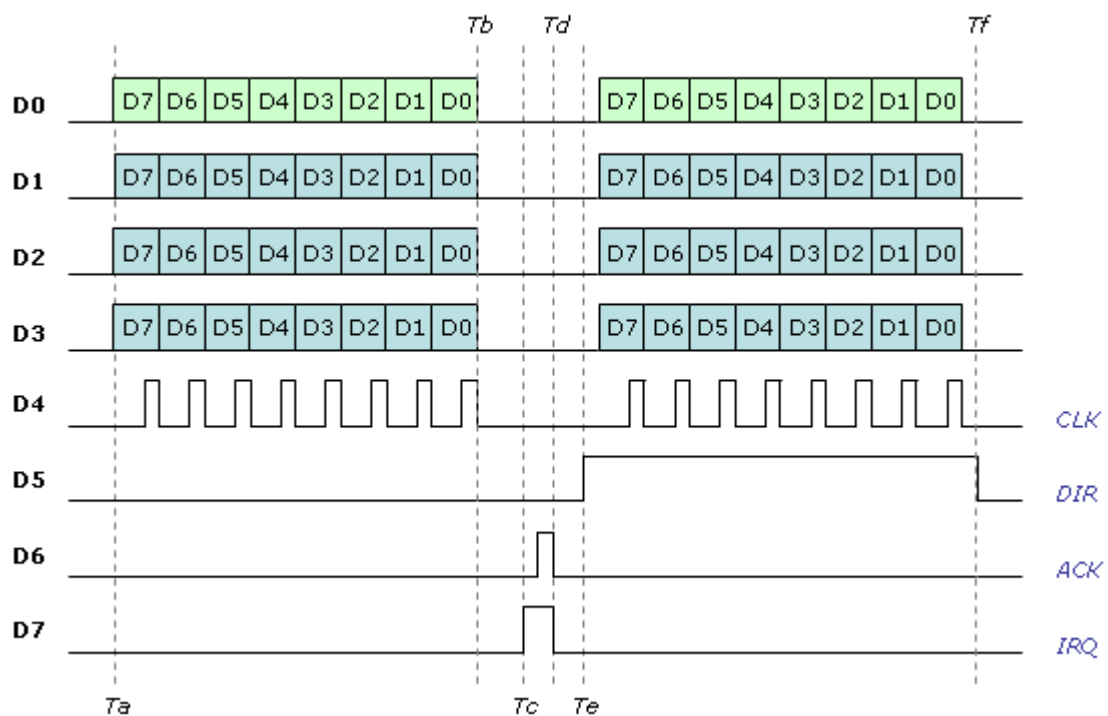 Tb Td Tf
D0 D7 D6 D5 D4 D3 D2 D1 D0 D7 D6 D5 D4 D3 D2 D1 D0
D1 D7 D6 D5 D4 D3 D2 D1 D0 D7 D6 D5 D4 D3 D2 D1 D0
D2 D7 D6 D5 D4 D3 D2 D1 D0 D7 D6 D5 D4 D3 D2 D1 D0
D3 D7 D6 D5 D4 D3 D2 D1 D0 D7 D6 D5 D4 D3 D2 D1 D0
D4 CLK
D5 DIR
D6 ACK
D7 IRQ
Ta Tc Te